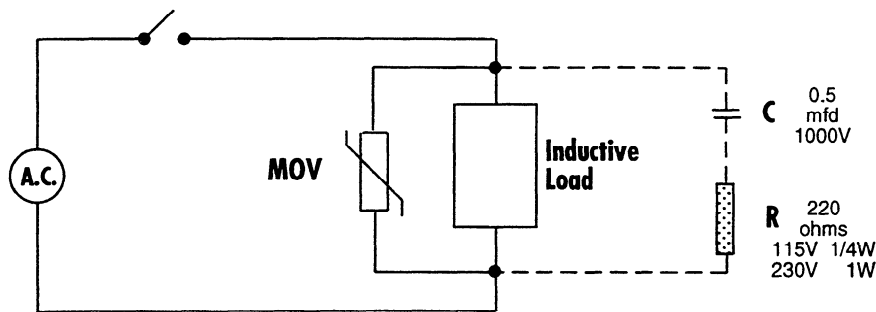 A.C.
MOV
Inductive
Load
C
0.5
mfd
1000V
R
220
ohms
115V 1/4W
230V 1W